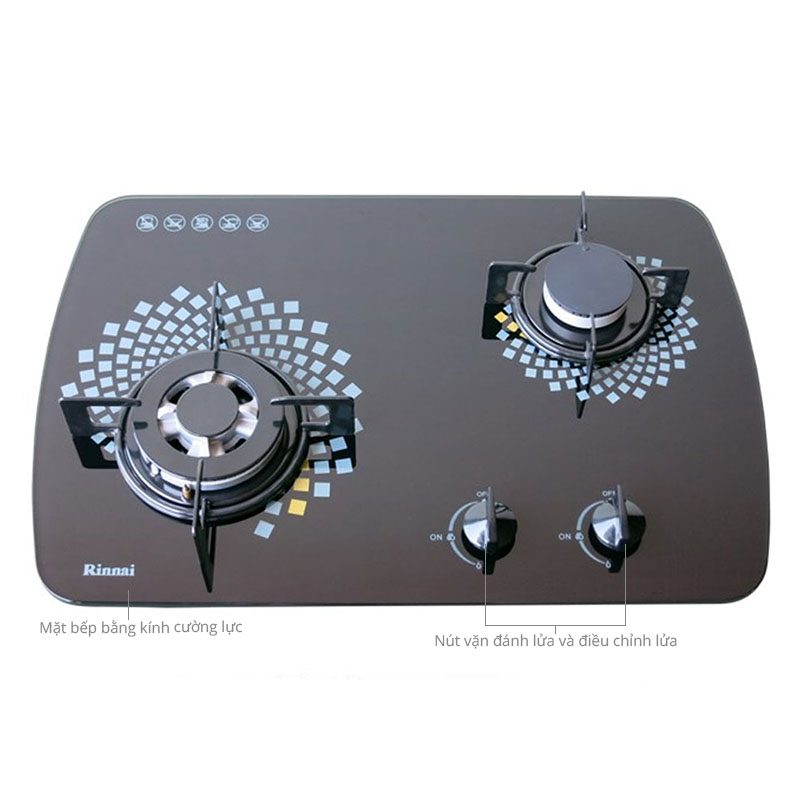 OFF
OFF
ON
ON
Rinnai
Mặt bếp bằng kính cường lực
Nút vặn đánh lửa và điều chỉnh lửa